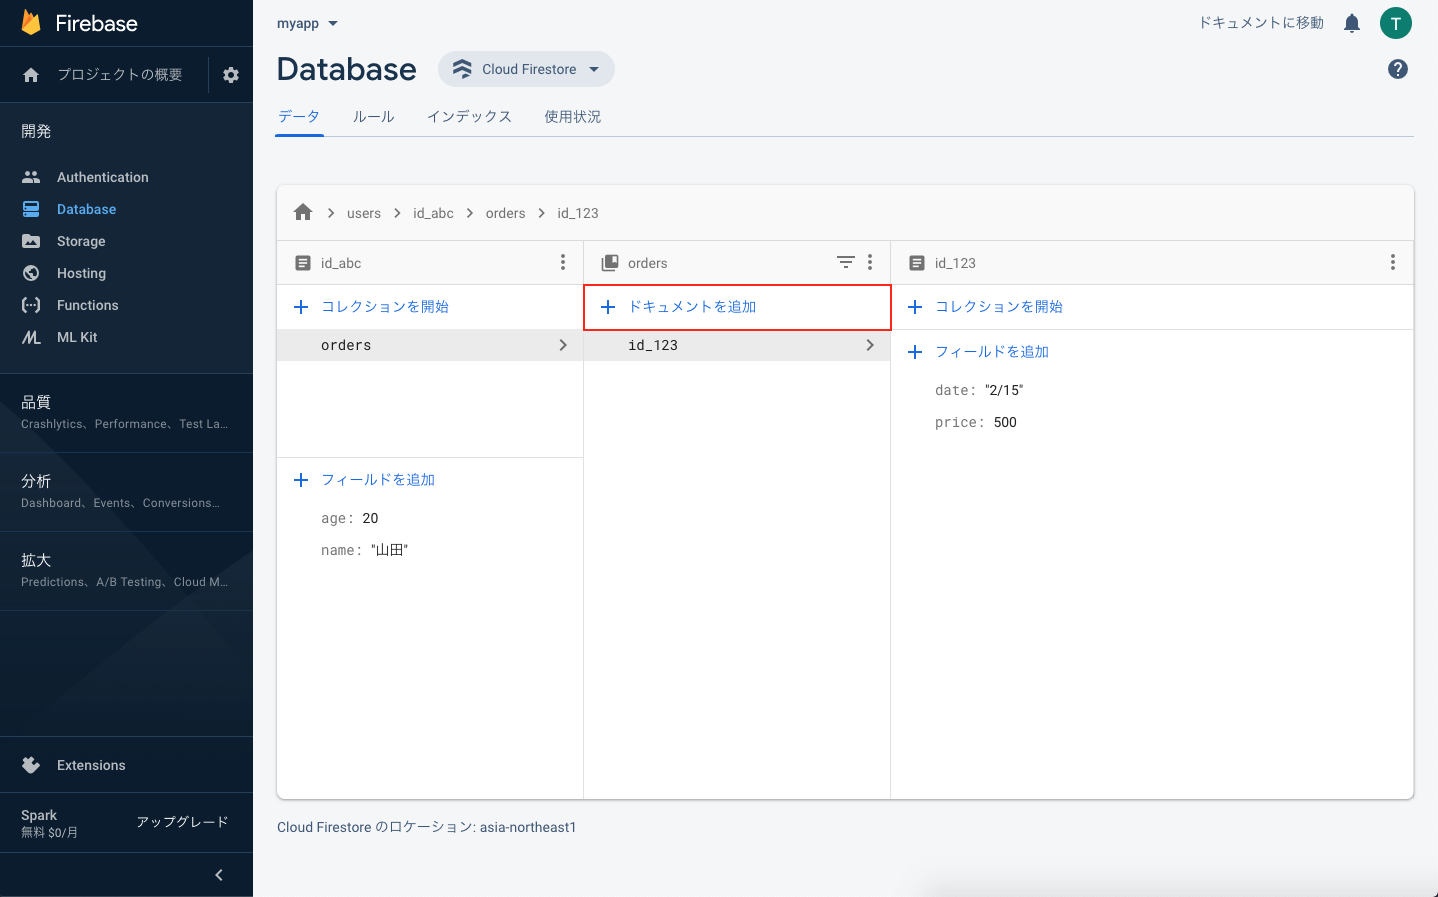 Firebase
プロジェクトの概要
開発
Authentication
Database
Storage
Hosting
Functions
ML Kit
品質
Crashlytics、Performance、Test La…
分析
Dashboard、Events、Conversions…
拡大
Predictions、A/B Testing、Cloud M…
Extensions
Spark
無料 $0/月
アップグレード
myapp
ドキュメントに移動
T
Database
Cloud Firestore
?
データ
ルール
インデックス
使用状況
users > id_abc > orders > id_123
id_abc
コレクションを開始
orders
フィールドを追加
age: 20
name: "山田"
orders
ドキュメントを追加
id_123
id_123
コレクションを開始
フィールドを追加
date: "2/15"
price: 500
Cloud Firestore のロケーション: asia-northeast1